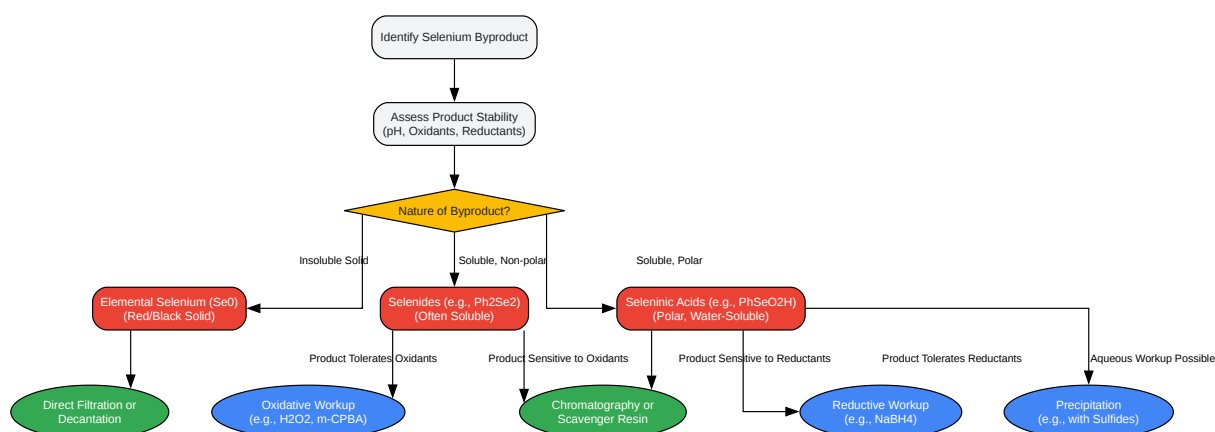 Identify Selenium Byproduct
Assess Product Stability
(pH, Oxidants, Reductants)
Nature of Byproduct?
Insoluble Solid
Soluble, Non-polar
Soluble, Polar
Elemental Selenium (Se0)
(Red/Black Solid)
Selenides (e.g., Ph2Se2)
(Often Soluble)
Seleninic Acids (e.g., PhSeO2H)
(Polar, Water-Soluble)
Product Tolerates Oxidants
Product Sensitive to Oxidants
Product Sensitive to Reductants
Product Tolerates Reductants
Aqueous Workup Possible
Direct Filtration or
Decantation
Oxidative Workup
(e.g., H2O2, m-CPBA)
Chromatography or
Scavenger Resin
Reductive Workup
(e.g., NaBH4)
Precipitation
(e.g., with Sulfides)